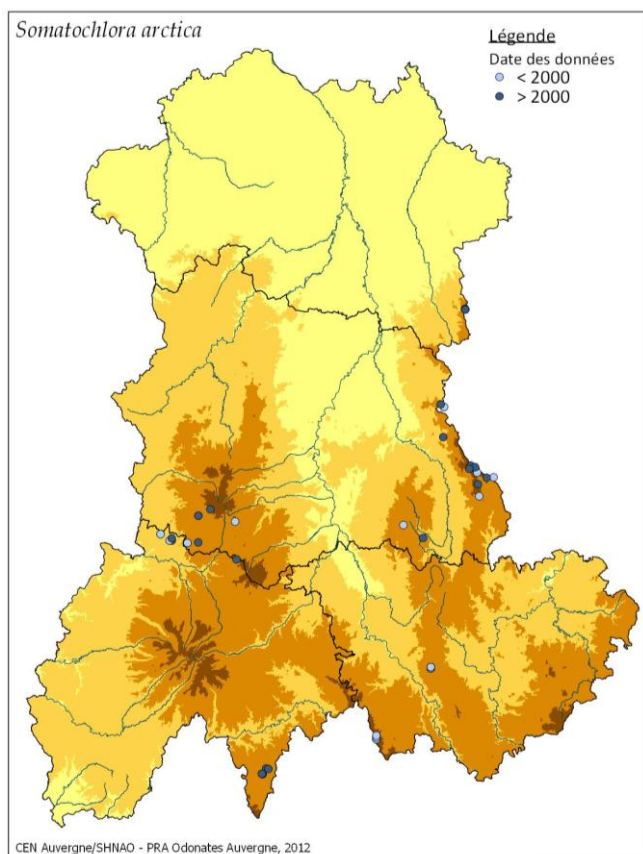 Somatochlora arctica
Légende
Date des données
< 2000
> 2000
CEN Auvergne/SHNAO - PRA Odonates Auvergne, 2012